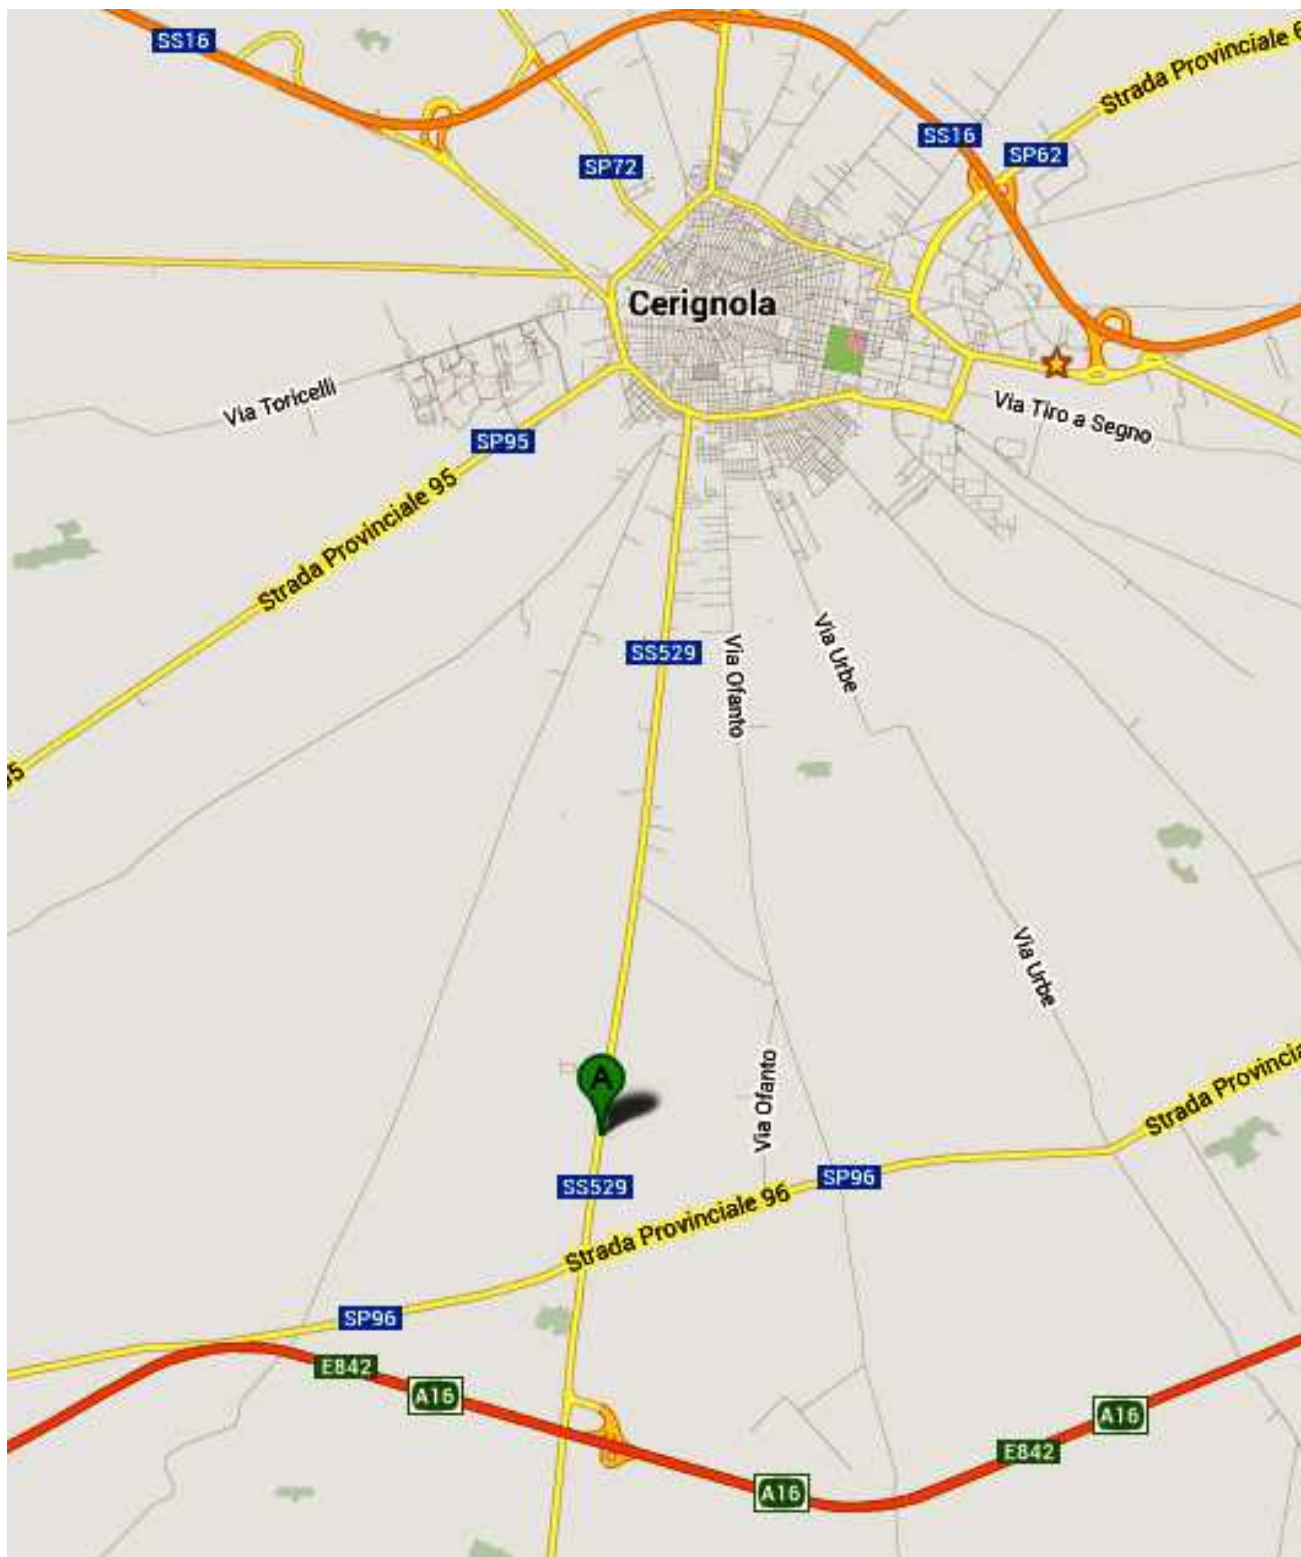 SS16
Strada Provinciale 6
SS16
SP62
SP72
Cerignola
Via Toricelli
Via Tiro a Segno
SP95
Strada Provinciale 95
SS529
Via Ofanto
Via Urbe
95
Via Urbe
A
Via Ofanto
Strada Provincia
SS529
SP96
Strada Provinciale 96
SP96
E842
A16
A16
E842
A16